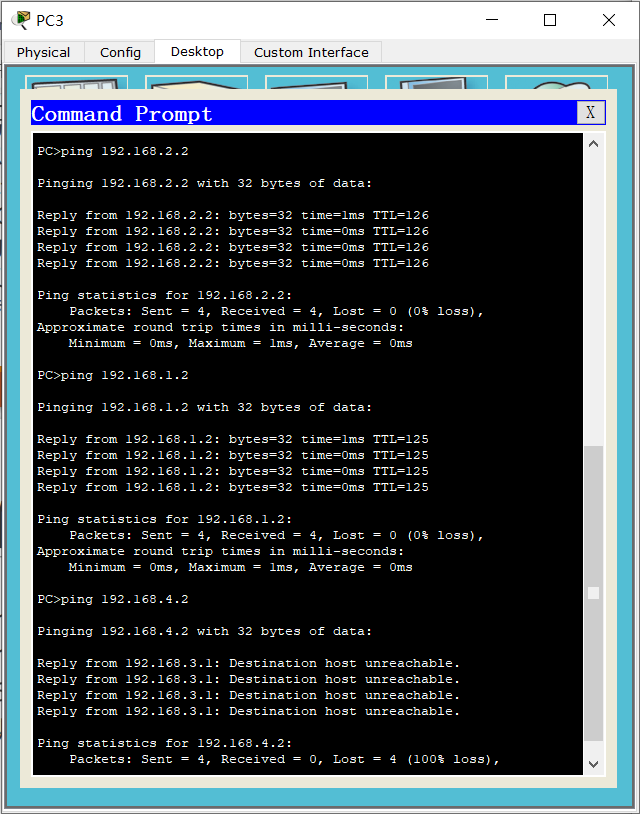 PC3
Physical Config Desktop Custom Interface
Command Prompt X
PC>ping 192.168.2.2
Pinging 192.168.2.2 with 32 bytes of data:
Reply from 192.168.2.2: bytes=32 time=1ms TTL=126
Reply from 192.168.2.2: bytes=32 time=0ms TTL=126
Reply from 192.168.2.2: bytes=32 time=0ms TTL=126
Reply from 192.168.2.2: bytes=32 time=0ms TTL=126
Ping statistics for 192.168.2.2:
Packets: Sent = 4, Received = 4, Lost = 0 (0% loss),
Approximate round trip times in milli-seconds:
Minimum = 0ms, Maximum = 1ms, Average = 0ms
PC>ping 192.168.1.2
Pinging 192.168.1.2 with 32 bytes of data:
Reply from 192.168.1.2: bytes=32 time=1ms TTL=125
Reply from 192.168.1.2: bytes=32 time=0ms TTL=125
Reply from 192.168.1.2: bytes=32 time=0ms TTL=125
Reply from 192.168.1.2: bytes=32 time=0ms TTL=125
Ping statistics for 192.168.1.2:
Packets: Sent = 4, Received = 4, Lost = 0 (0% loss),
Approximate round trip times in milli-seconds:
Minimum = 0ms, Maximum = 1ms, Average = 0ms
PC>ping 192.168.4.2
Pinging 192.168.4.2 with 32 bytes of data:
Reply from 192.168.3.1: Destination host unreachable.
Reply from 192.168.3.1: Destination host unreachable.
Reply from 192.168.3.1: Destination host unreachable.
Reply from 192.168.3.1: Destination host unreachable.
Ping statistics for 192.168.4.2:
Packets: Sent = 4, Received = 0, Lost = 4 (100% loss),